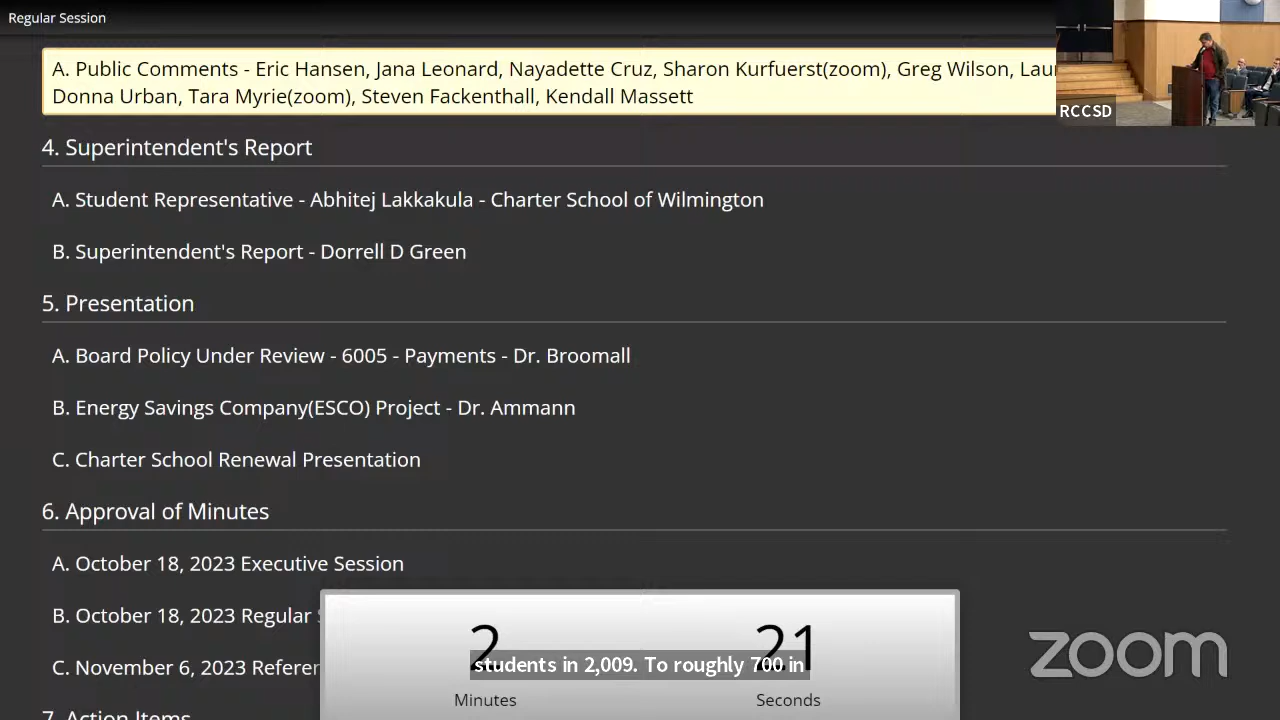 Regular Session
A. Public Comments - Eric Hansen, Jana Leonard, Nayadette Cruz, Sharon Kurfuerst(zoom), Greg Wilson,
Donna Urban, Tara Myrie(zoom), Steven Fackenthall, Kendall Massett
RCCSD
4. Superintendent's Report
A. Student Representative - Abhitej Lakkakula - Charter School of Wilmington
B. Superintendent's Report - Dorrell D Green
5. Presentation
A. Board Policy Under Review - 6005 - Payments - Dr. Broomall
B. Energy Savings Company(ESCO) Project - Dr. Ammann
C. Charter School Renewal Presentation
6. Approval of Minutes
A. October 18, 2023 Executive Session
B. October 18, 2023 Regular
C. November 6, 2023 Refer
7. Action Items
2 21
students in 2,009. To roughly 700 in
Minutes Seconds
zoom